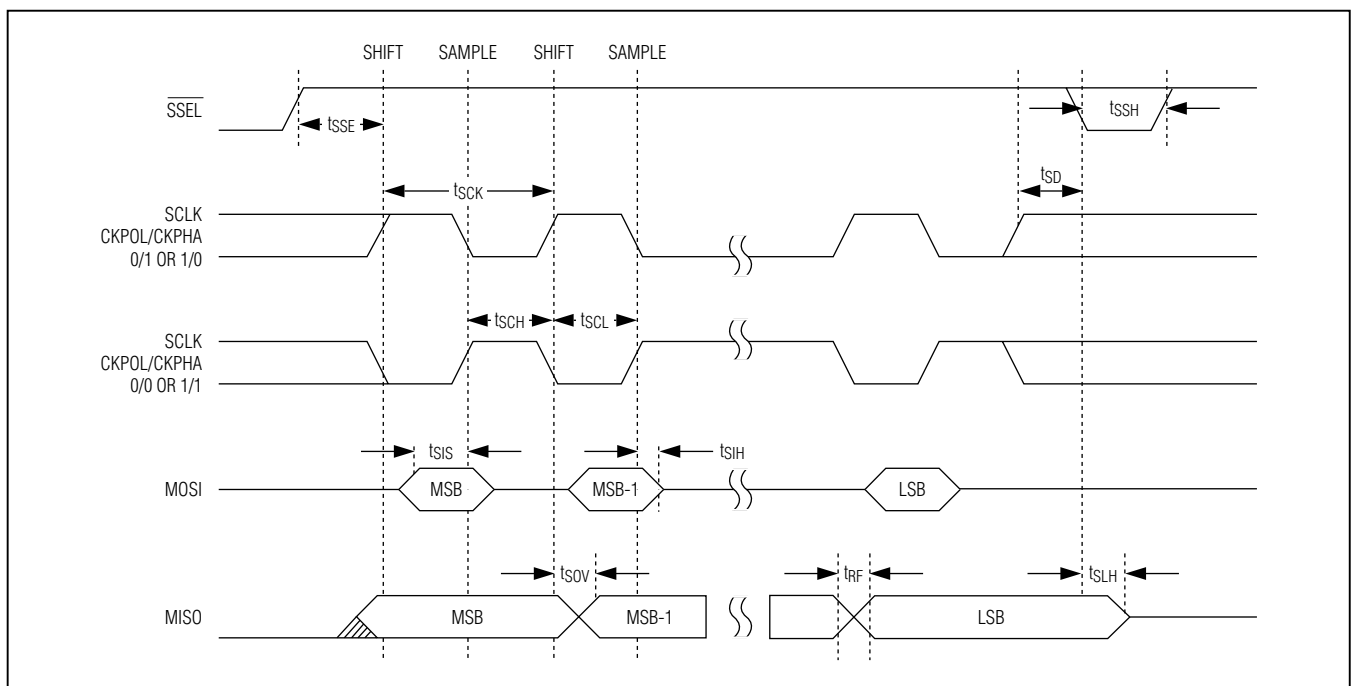 SHIFT SAMPLE SHIFT SAMPLE
SSEL
tSSE
tSSH
tSCK
tSD
SCLK
CKPOL/CKPHA
0/1 OR 1/0
tSCH tSCL
SCLK
CKPOL/CKPHA
0/0 OR 1/1
tSIS tSIH
MOSI MSB MSB-1 LSB
tSOV tRF tSLH
MISO MSB MSB-1 LSB